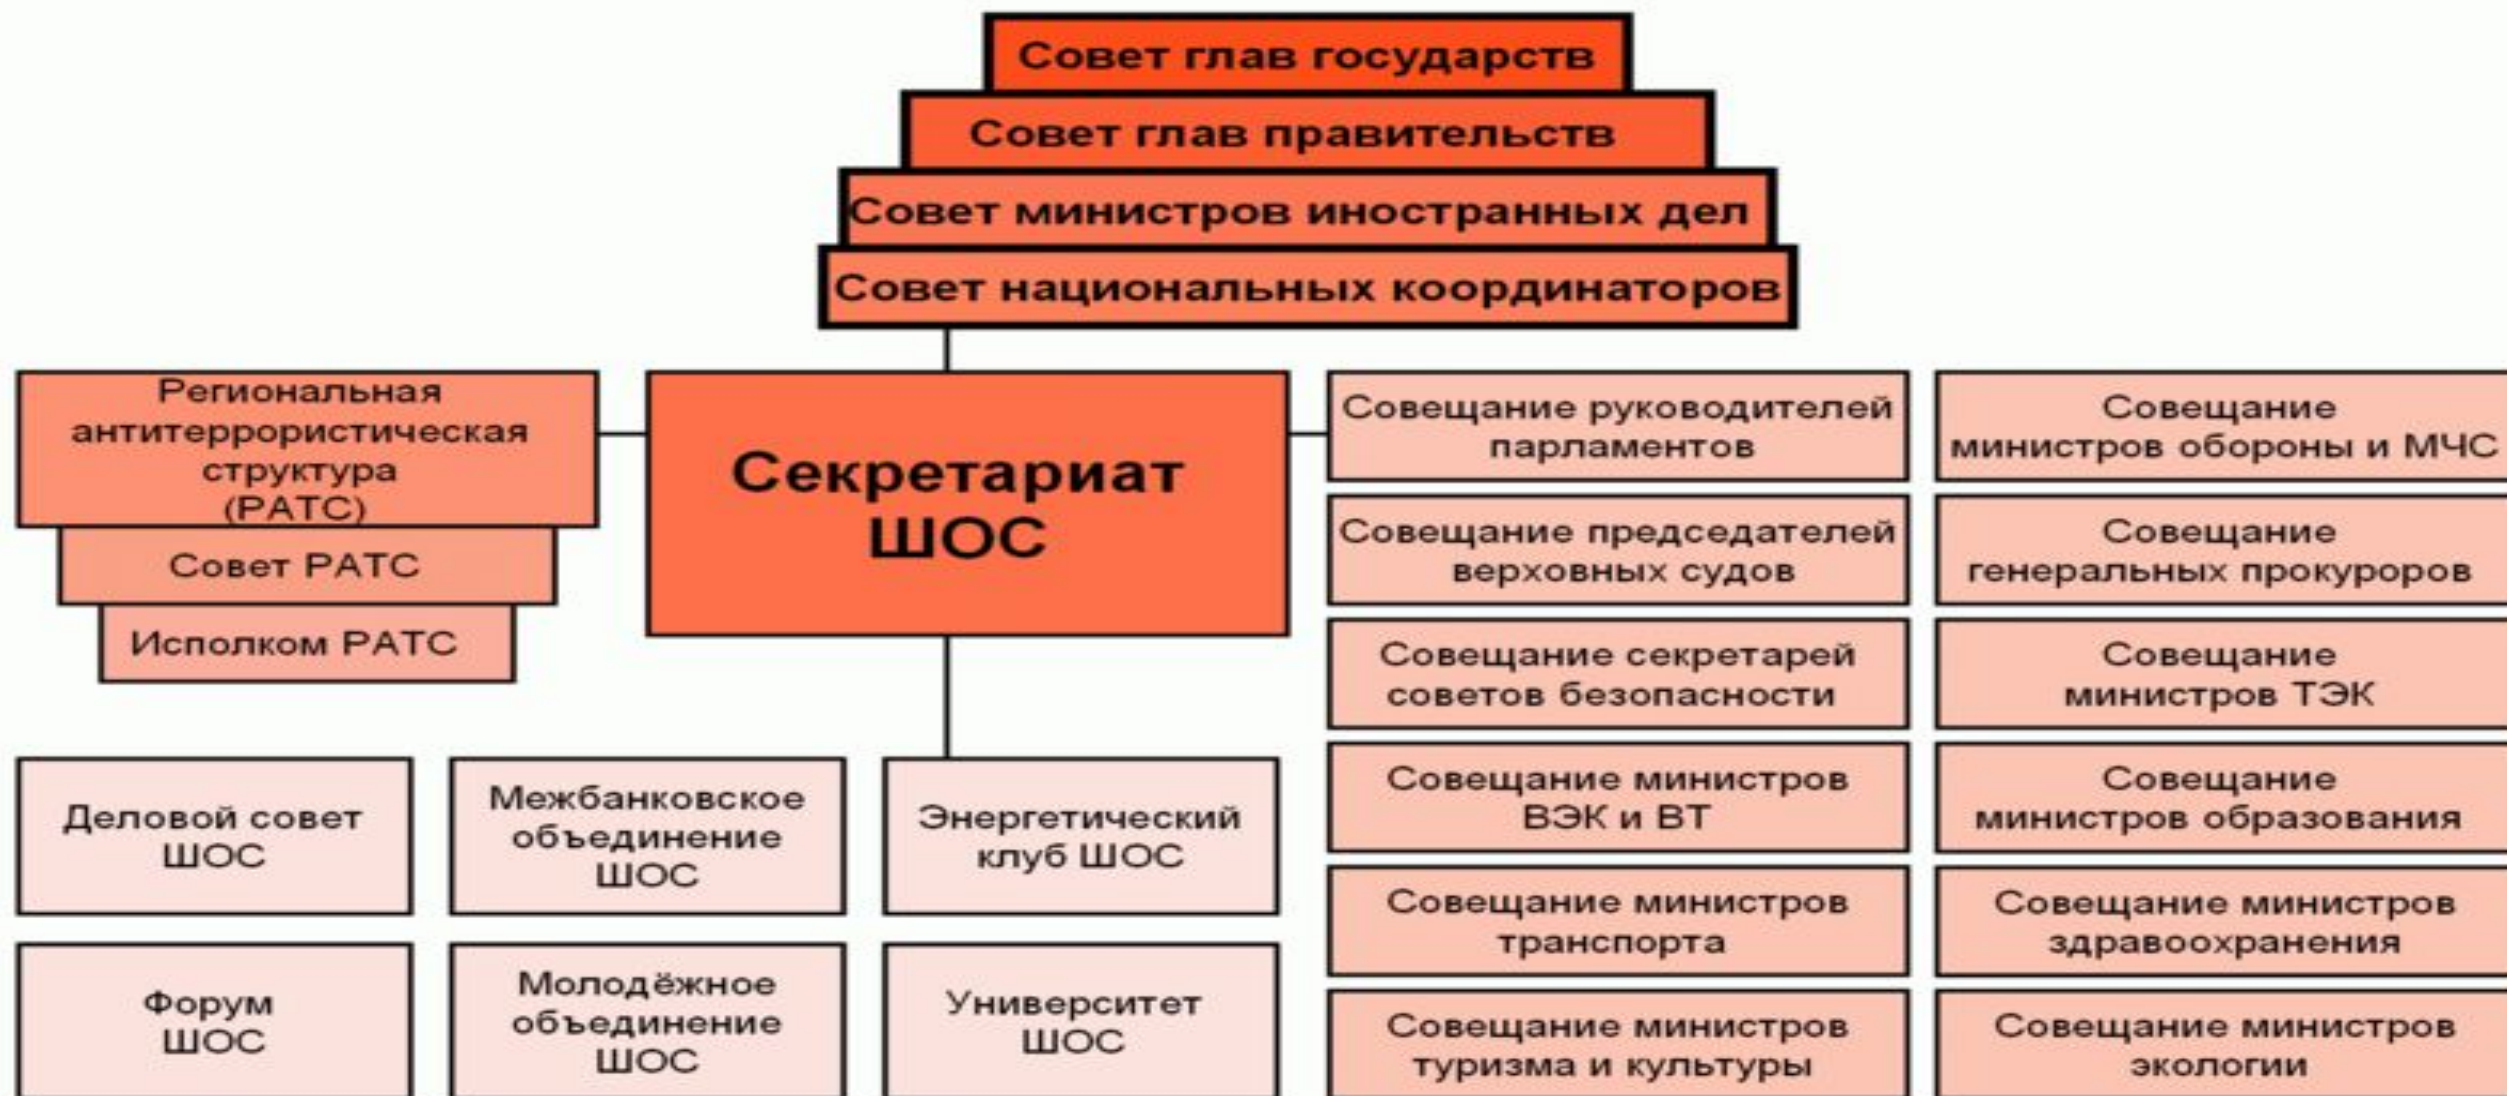 Совет глав государств
Совет глав правительств
Совет министров иностранных дел
Совет национальных координаторов
Региональная
антитеррористическая
структура
(РАТС)
Совет РАТС
Исполком РАТС
Секретариат
ШОС
Совещание руководителей
парламентов
Совещание
министров обороны и МЧС
Совещание председателей
верховных судов
Совещание
генеральных прокуроров
Совещание секретарей
советов безопасности
Совещание
министров ТЭК
Совещание министров
ВЭК и ВТ
Совещание
министров образования
Совещание министров
транспорта
Совещание министров
здравоохранения
Совещание министров
туризма и культуры
Совещание министров
экологии
Деловой совет
ШОС
Межбанковское
объединение
ШОС
Энергетический
клуб ШОС
Форум
ШОС
Молодёжное
объединение
ШОС
Университет
ШОС